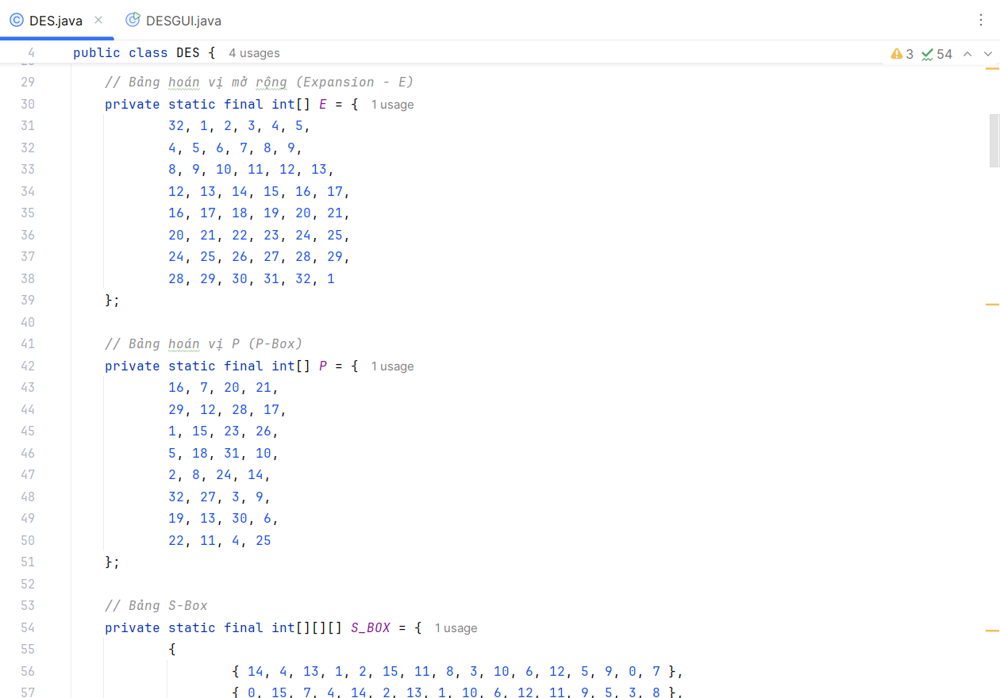 DES.java DESGUI.java
4 public class DES { 4 usages 3 54
29 // Bảng hoán vị mở rộng (Expansion - E)
30 private static final int[] E = { 1 usage
31 32, 1, 2, 3, 4, 5,
32 4, 5, 6, 7, 8, 9,
33 8, 9, 10, 11, 12, 13,
34 12, 13, 14, 15, 16, 17,
35 16, 17, 18, 19, 20, 21,
36 20, 21, 22, 23, 24, 25,
37 24, 25, 26, 27, 28, 29,
38 28, 29, 30, 31, 32, 1
39 };
40
41 // Bảng hoán vị P (P-Box)
42 private static final int[] P = { 1 usage
43 16, 7, 20, 21,
44 29, 12, 28, 17,
45 1, 15, 23, 26,
46 5, 18, 31, 10,
47 2, 8, 24, 14,
48 32, 27, 3, 9,
49 19, 13, 30, 6,
50 22, 11, 4, 25
51 };
52
53 // Bảng S-Box
54 private static final int[][][] S_BOX = { 1 usage
55 {
56 { 14, 4, 13, 1, 2, 15, 11, 8, 3, 10, 6, 12, 5, 9, 0, 7 },
57 { 0, 15, 7, 4, 14, 2, 13, 1, 10, 6, 12, 11, 9, 5, 3, 8 },